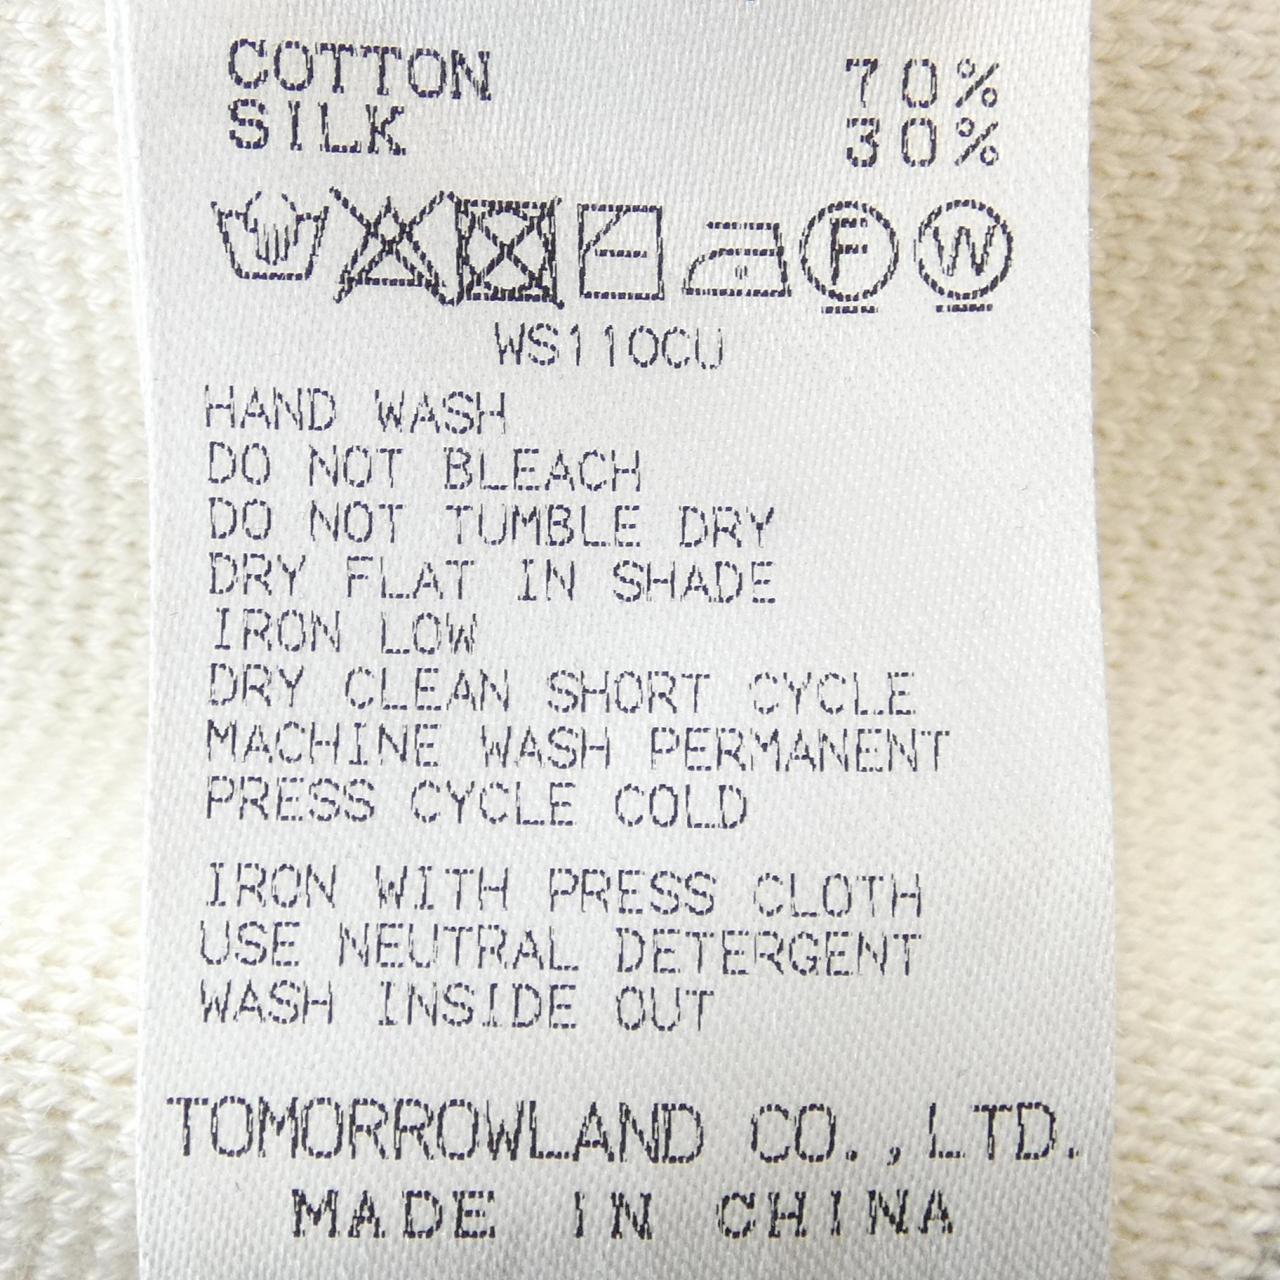 COTTON 70%
SILK 30%
F W
WS110CU
HAND WASH
DO NOT BLEACH
DO NOT TUMBLE DRY
DRY FLAT IN SHADE
IRON LOW
DRY CLEAN SHORT CYCLE
MACHINE WASH PERMANENT
PRESS CYCLE COLD
IRON WITH PRESS CLOTH
USE NEUTRAL DETERGENT
WASH INSIDE OUT
TOMORROWLAND CO.,LTD.
MADE IN CHINA